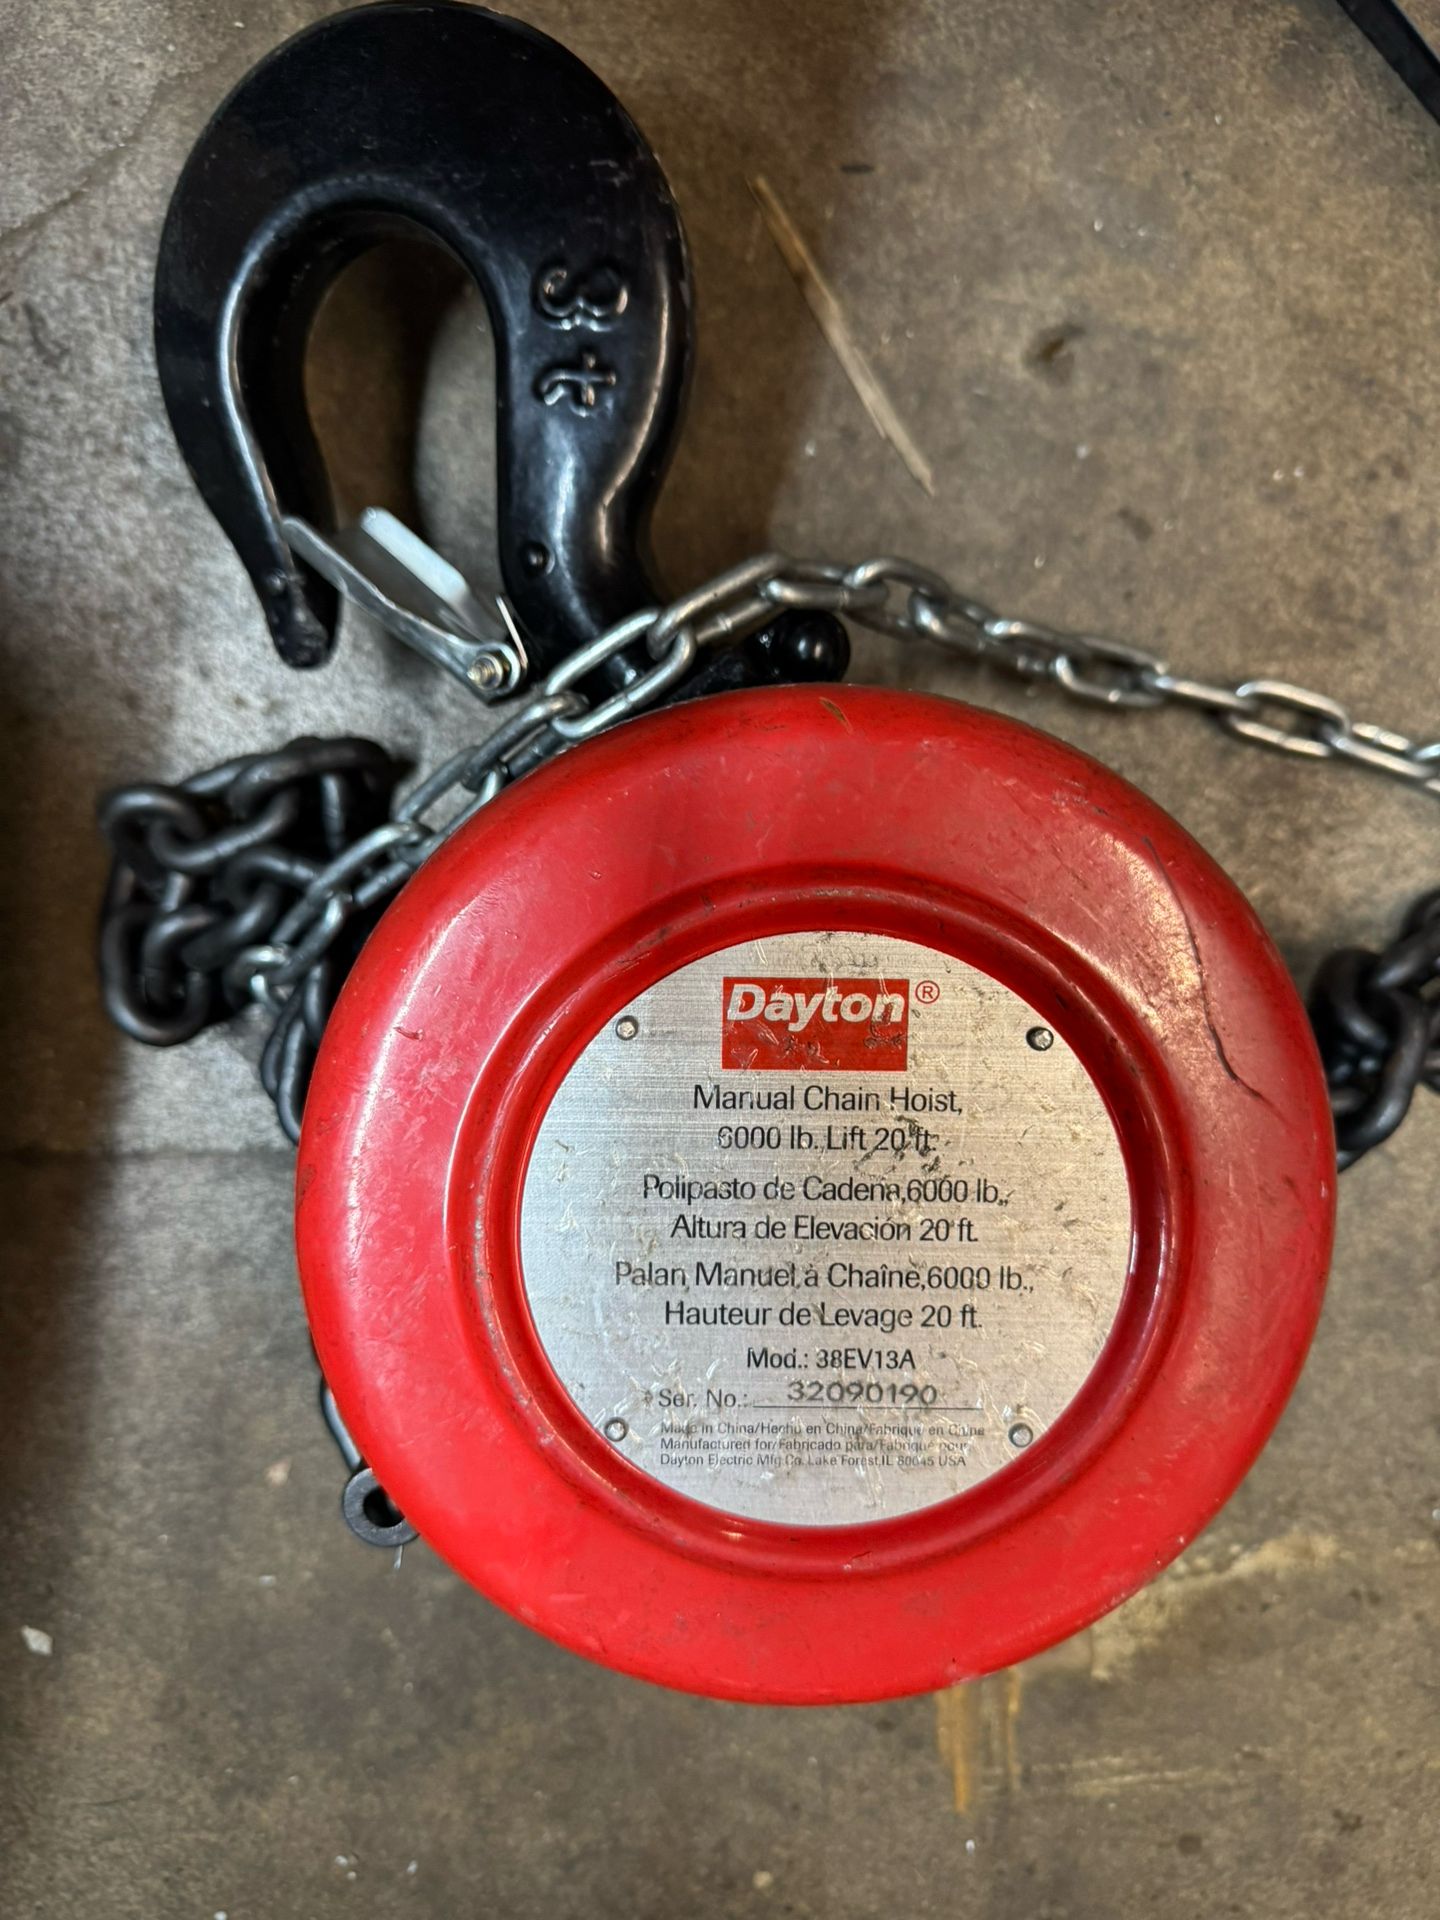 3t
Dayton®
Manual Chain Hoist,
6000 lb., Lift 20 ft.
Polipasto de Cadena,6000 lb.,
Altura de Elevación 20 ft.
Palan Manuel à Chaîne,6000 lb.,
Hauteur de Levage 20 ft.
Mod.: 38EV13A
Ser. No.: 32090190
Made in China/Hecho en China/Fabriqué en Chine
Manufactured for/Fabricado para/Fabriqué pour
Dayton Electric Mfg Co. Lake Forest,IL 60045 USA